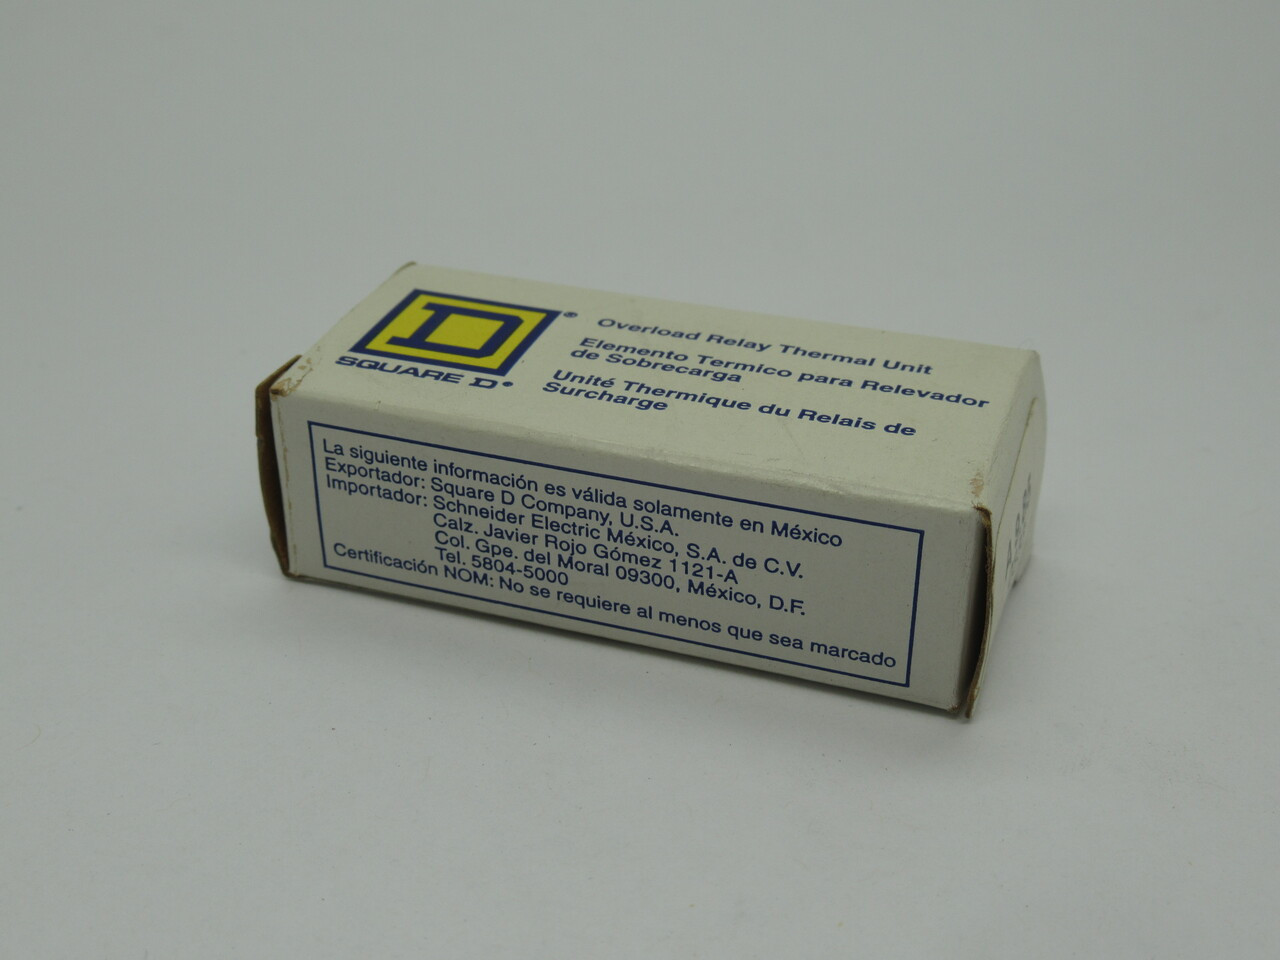 D®
SQUARE D®
Overload Relay Thermal Unit
Elemento Termico para Relevador
de Sobrecarga
Unité Thermique du Relais de
Surcharge
La siguiente información es válida solamente en México
Exportador: Square D Company, U.S.A.
Importador: Schneider Electric México, S.A. de C.V.
Calz. Javier Rojo Gómez 1121-A
Col. Gpe. del Moral 09300, México, D.F.
Tel. 5804-5000
Certificación NOM: No se requiere al menos que sea marcado